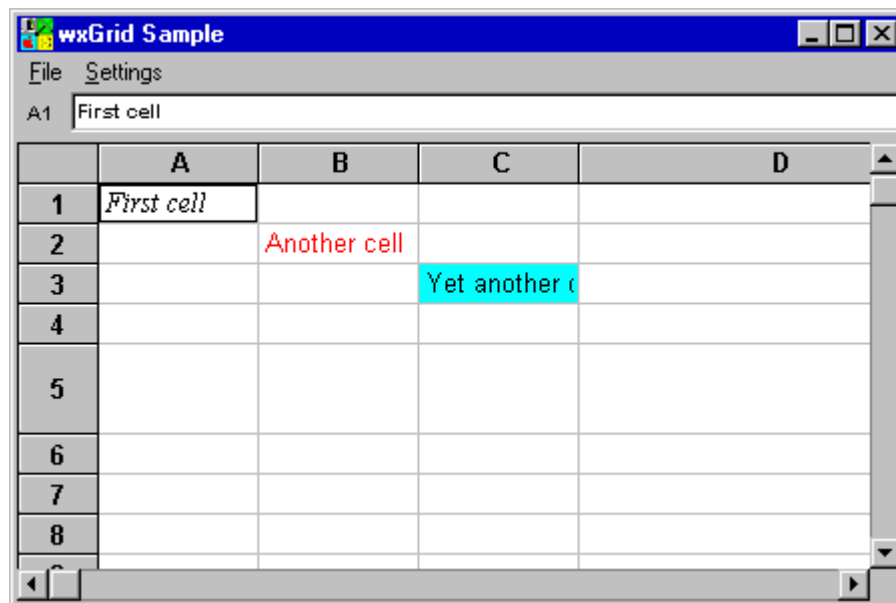 wxGrid Sample
File Settings
A1 First cell
A B C D
1 First cell
2 Another cell
3 Yet another
4
5
6
7
8